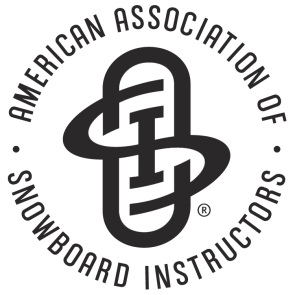 AMERICAN ASSOCIATION OF
· SNOWBOARD INSTRUCTORS ·
I
®